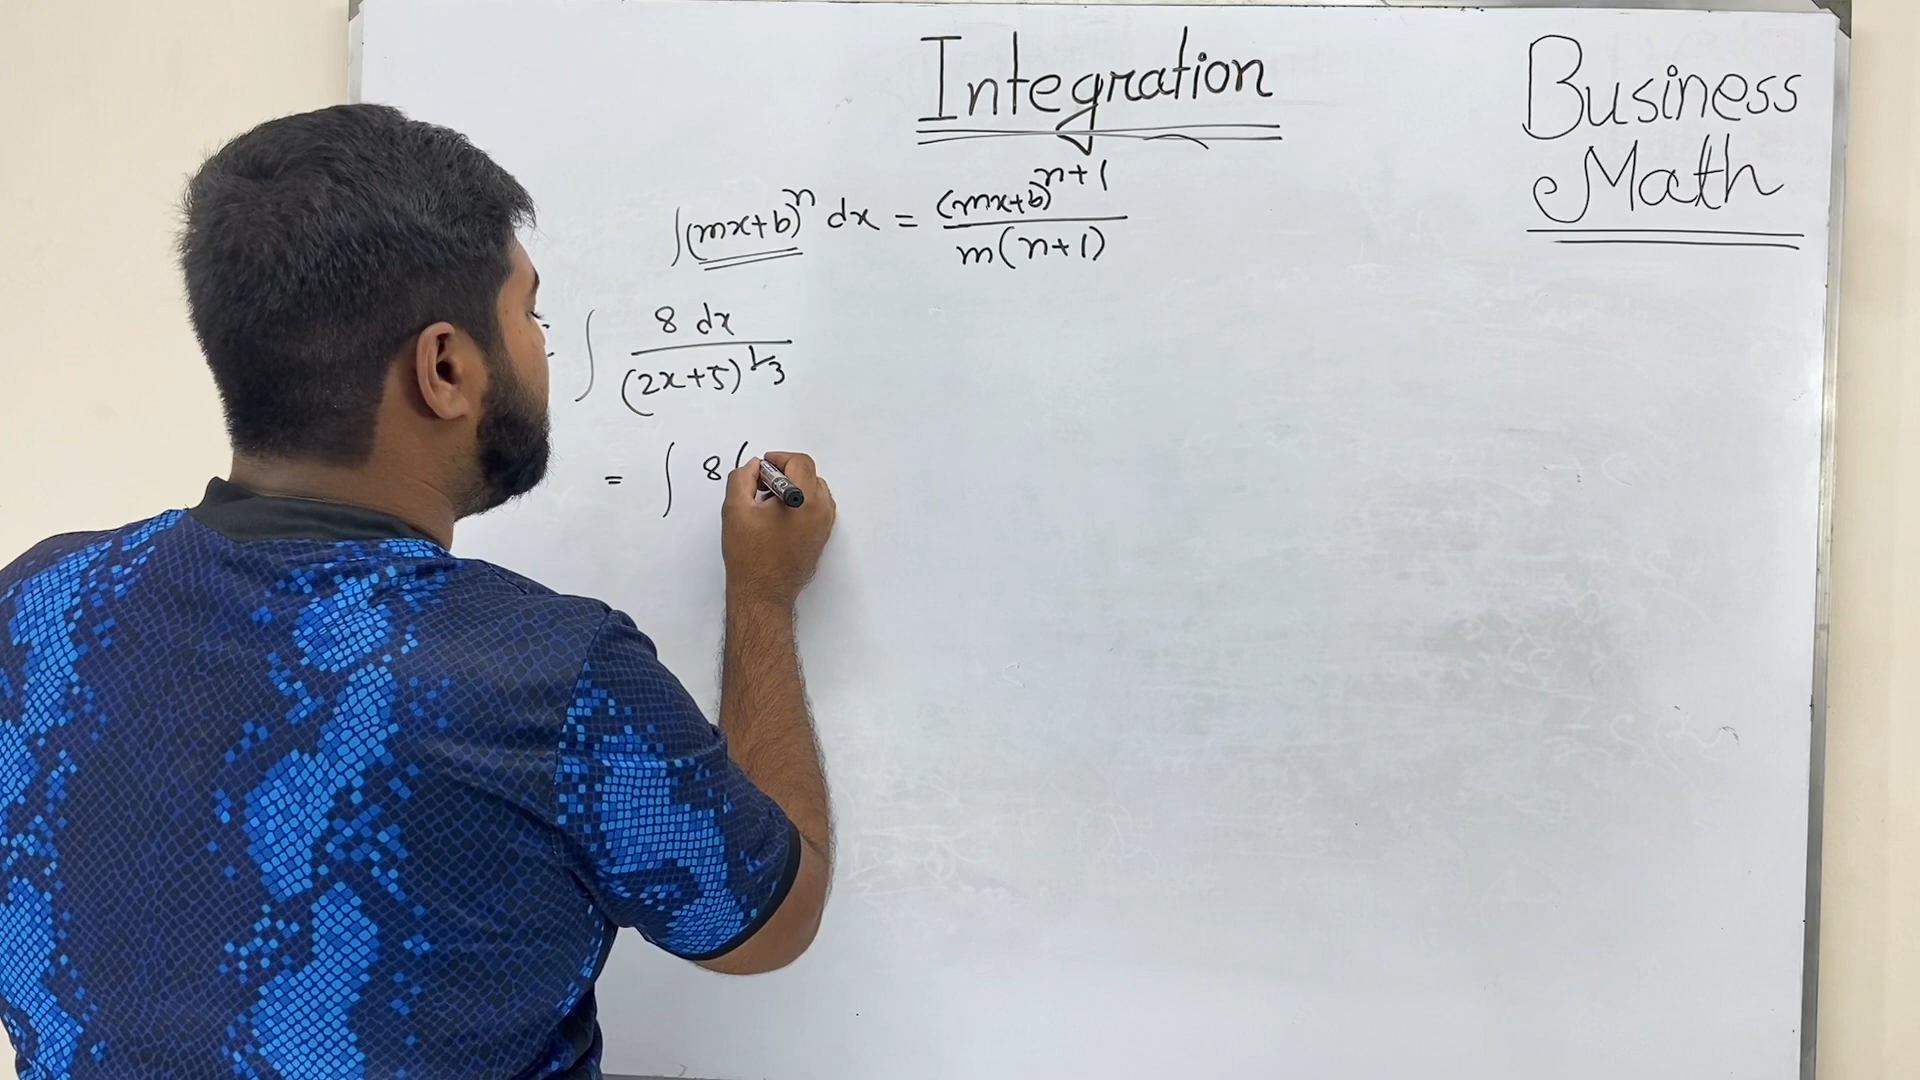 Integration
Business
Math
∫(mx+b)^n dx = (mx+b)^{n+1} / m(n+1)
∫ 8 dx / (2x+5)^{1/3}
= ∫ 8(